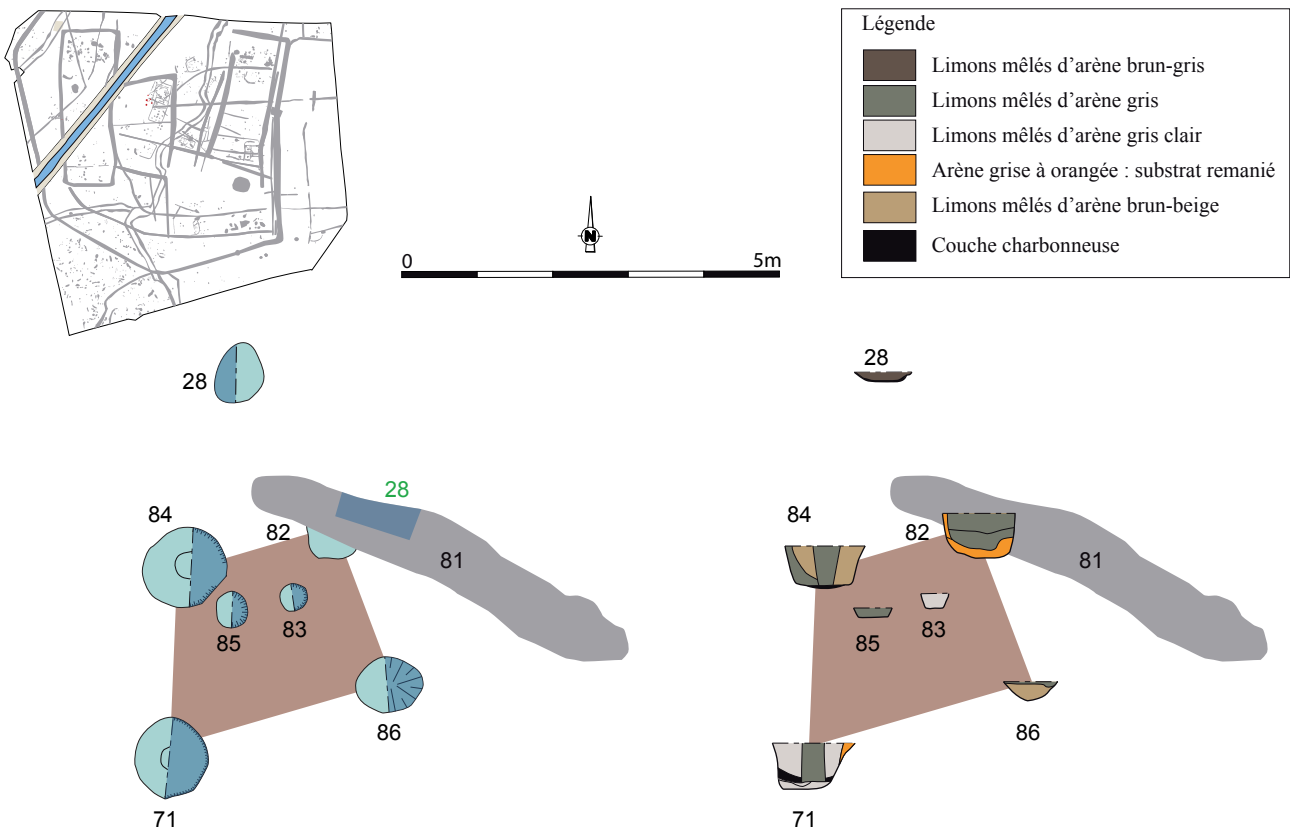 Légende
Limons mêlés d'arène brun-gris
Limons mêlés d'arène gris
Limons mêlés d'arène gris clair
Arène grise à orangée : substrat remanié
Limons mêlés d'arène brun-beige
Couche charbonneuse
N
0 5m
28
28
28
84
82
81
85
83
86
71
84
82
81
85
83
86
71